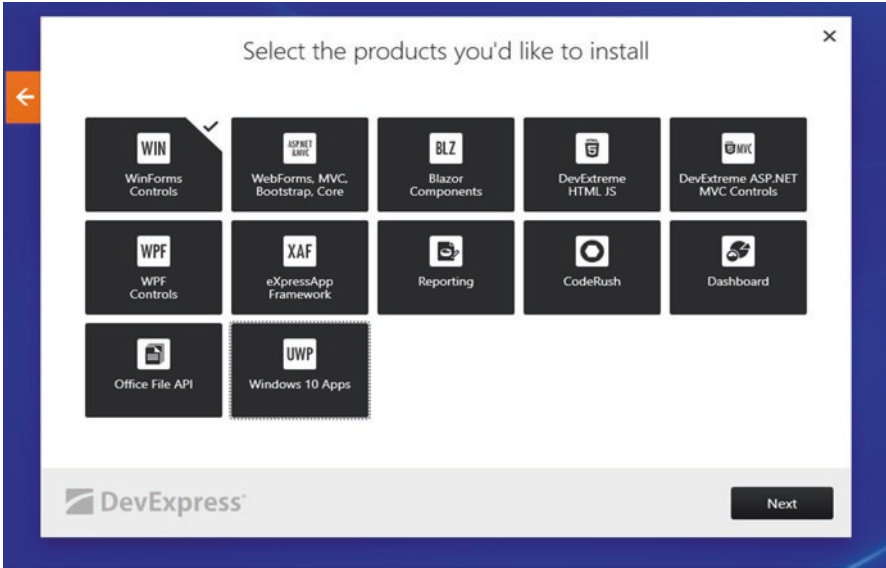 Select the products you'd like to install
WIN
WinForms
Controls
ASP.NET
&MVC
WebForms, MVC,
Bootstrap, Core
BLZ
Blazor
Components
5
DevExtreme
HTML JS
5 MVC
DevExtreme ASP.NET
MVC Controls
WPF
WPF
Controls
XAF
eXpressApp
Framework
Reporting
CodeRush
Dashboard
Office File API
UWP
Windows 10 Apps
DevExpress
Next